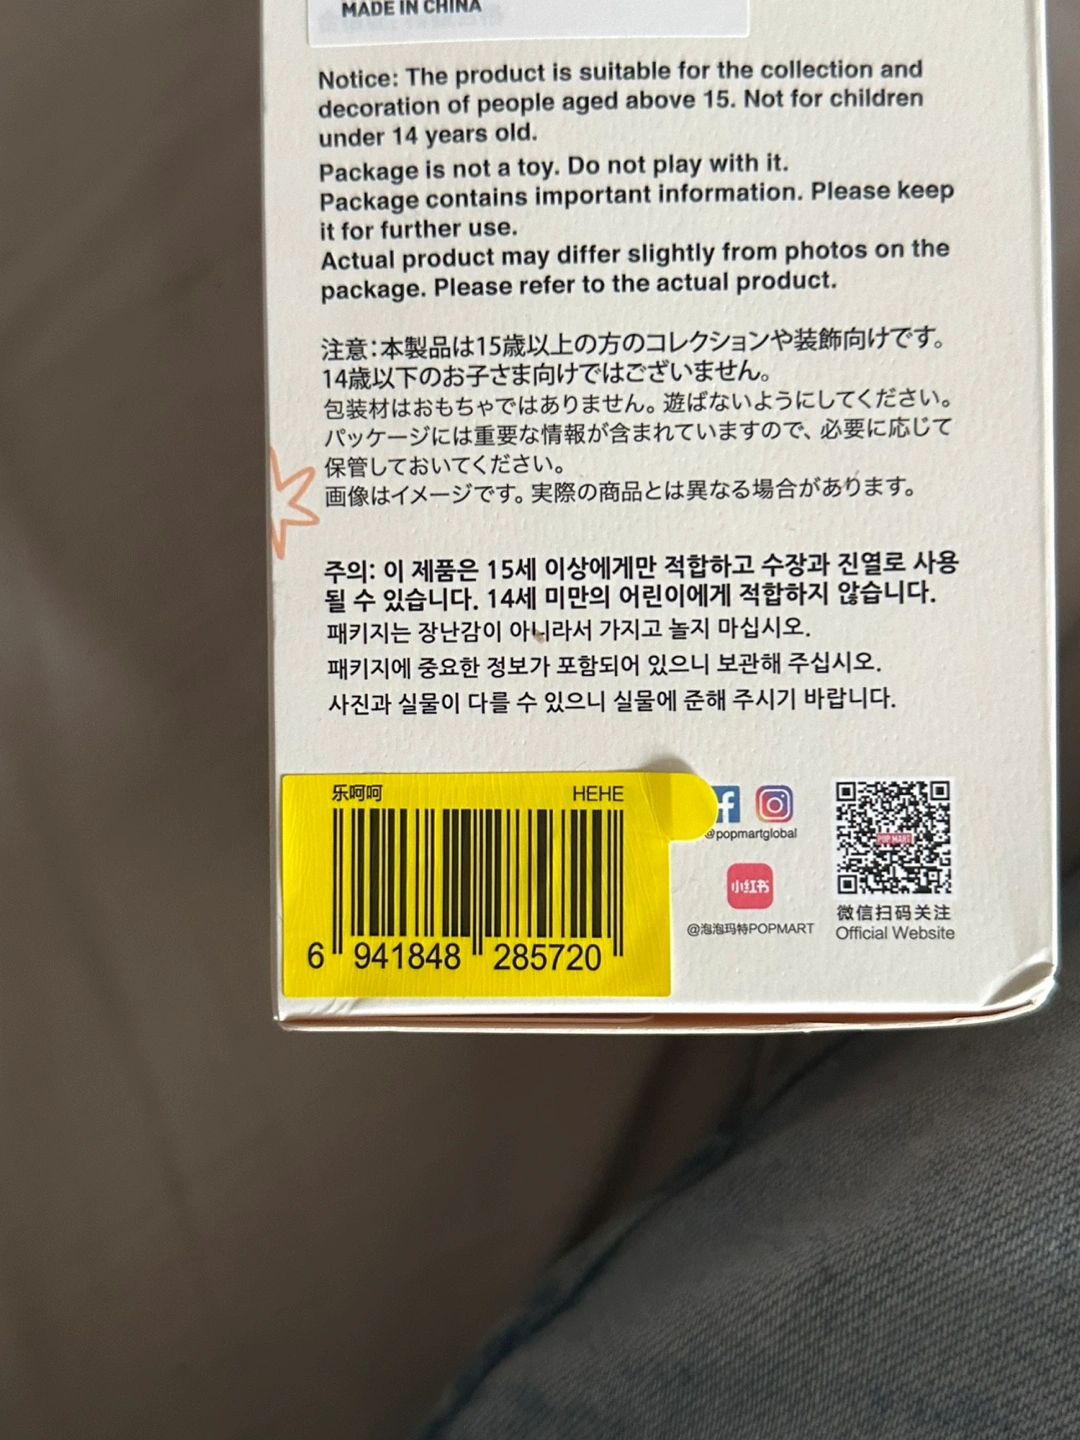 MADE IN CHINA
Notice: The product is suitable for the collection and
decoration of people aged above 15. Not for children
under 14 years old.
Package is not a toy. Do not play with it.
Package contains important information. Please keep
it for further use.
Actual product may differ slightly from photos on the
package. Please refer to the actual product.
注意:本製品は15歳以上の方のコレクションや装飾向けです。
14歳以下のお子さま向けではございません。
包装材はおもちゃではありません。遊ばないようにしてください。
パッケージには重要な情報が含まれていますので、必要に応じて
保管しておいてください。
画像はイメージです。実際の商品とは異なる場合があります。
주의: 이 제품은 15세 이상에게만 적합하고 수장과 진열로 사용
될 수 있습니다. 14세 미만의 어린이에게 적합하지 않습니다.
패키지는 장난감이 아니라서 가지고 놀지 마십시오.
패키지에 중요한 정보가 포함되어 있으니 보관해 주십시오.
사진과 실물이 다를 수 있으니 실물에 준해 주시기 바랍니다.
乐呵呵 HEHE
6 941848 285720
@popmartglobal
小红书
@泡泡玛特POPMART
POP MART
微信扫码关注
Official Website